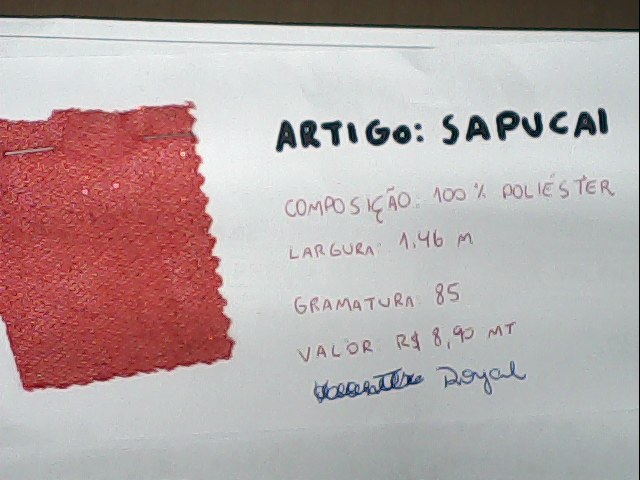 ARTIGO: SAPUCAI
COMPOSIÇÃO: 100% POLIÉSTER
LARGURA: 1,46 M
GRAMATURA: 85
VALOR: R$ 8,90 MT
Royal